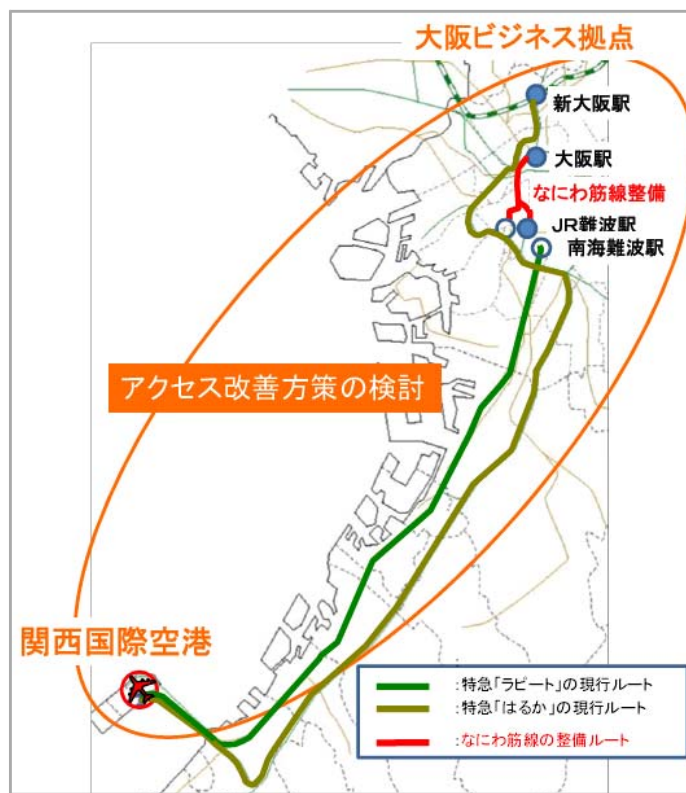 大阪ビジネス拠点
新大阪駅
大阪駅
なにわ筋線整備
JR難波駅
南海難波駅
アクセス改善方策の検討
関西国際空港
:特急「ラピート」の現行ルート
:特急「はるか」の現行ルート
:なにわ筋線の整備ルート